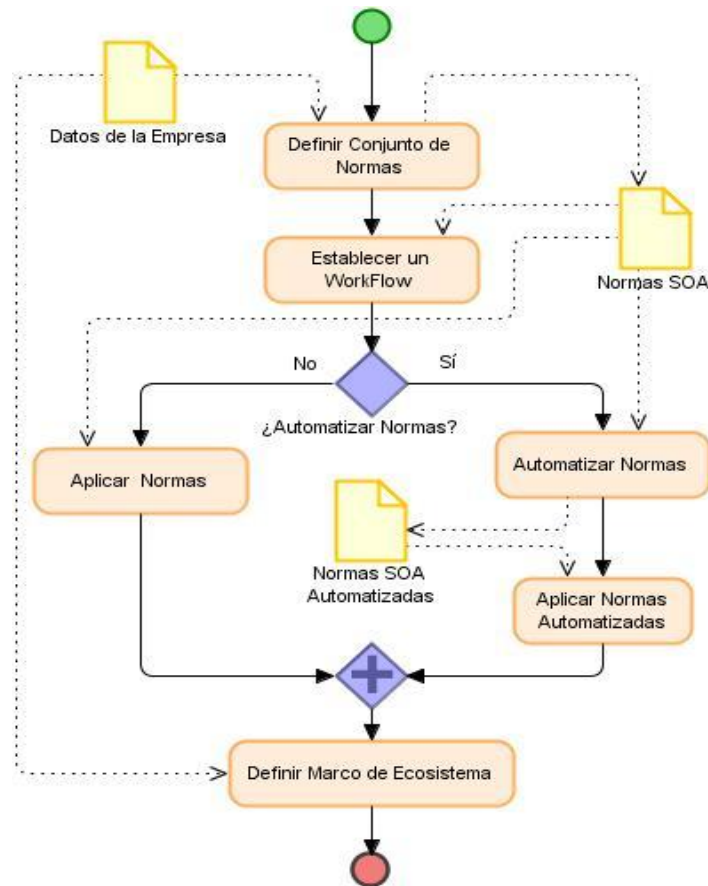 Datos de la Empresa
Definir Conjunto de
Normas
Establecer un
WorkFlow
Normas SOA
No
Sí
¿Automatizar Normas?
Aplicar Normas
Automatizar Normas
Normas SOA
Automatizadas
Aplicar Normas
Automatizadas
Definir Marco de Ecosistema